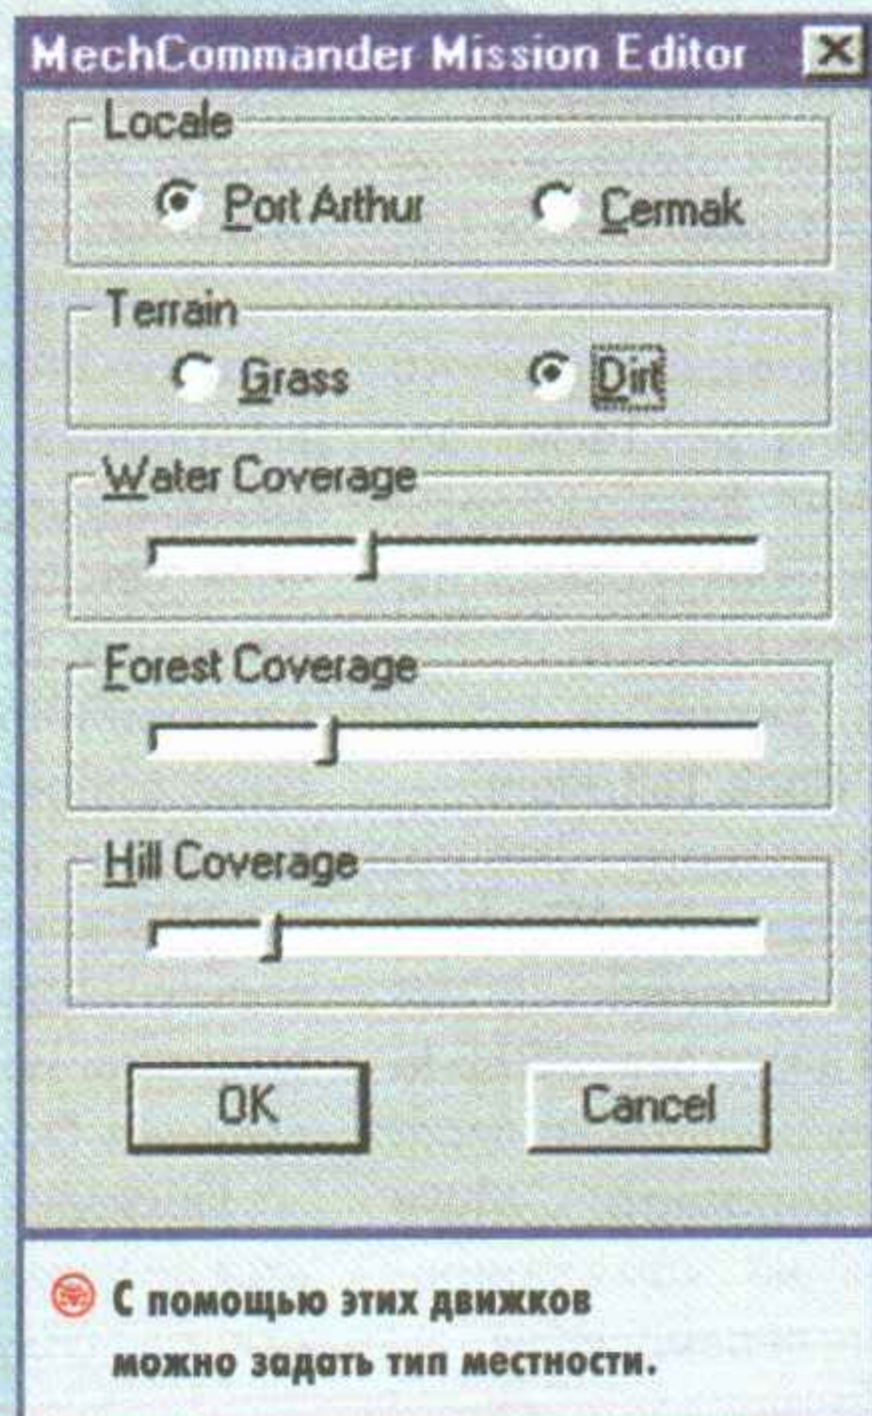 MechCommander Mission Editor
Locale
Port Arthur Cermak
Terrain
Grass Dirt
Water Coverage
Forest Coverage
Hill Coverage
OK Cancel
С помощью этих движков
можно задать тип местности.